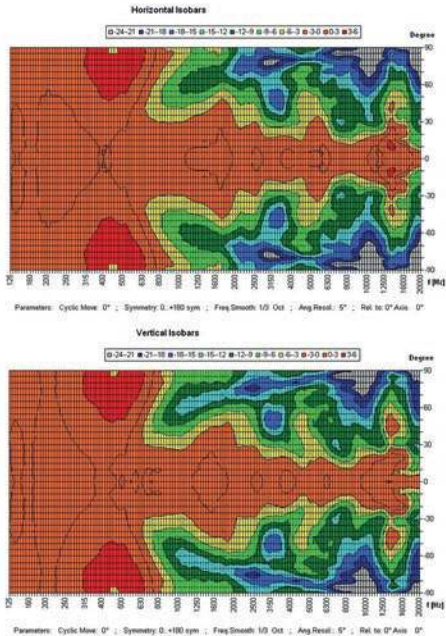 Horizontal Isobars
-24--21 -21--18 -18--15 -15--12 -12--9 -9--6 -6--3 -3-0 0-3 3-6
Degree
90
60
30
0
-30
-60
-90
125 160 200 250 315 400 500 630 800 1000 1250 1600 2000 2500 3150 4000 5000 6300 8000 10000 12500 16000 20000
f [Hz]
Parameters: Cyclic Move: 0° ; Symmetry: 0..+180 sym ; Freq.Smooth: 1/3 Oct ; Ang.Resol.: 5° ; Rel. to: 0° Axis 0°
Vertical Isobars
-24--21 -21--18 -18--15 -15--12 -12--9 -9--6 -6--3 -3-0 0-3 3-6
Degree
90
60
30
0
-30
-60
-90
125 160 200 250 315 400 500 630 800 1000 1250 1600 2000 2500 3150 4000 5000 6300 8000 10000 12500 16000 20000
f [Hz]
Parameters: Cyclic Move: 0° ; Symmetry: 0..+180 sym ; Freq.Smooth: 1/3 Oct ; Ang.Resol.: 5° ; Rel. to: 0° Axis 0°